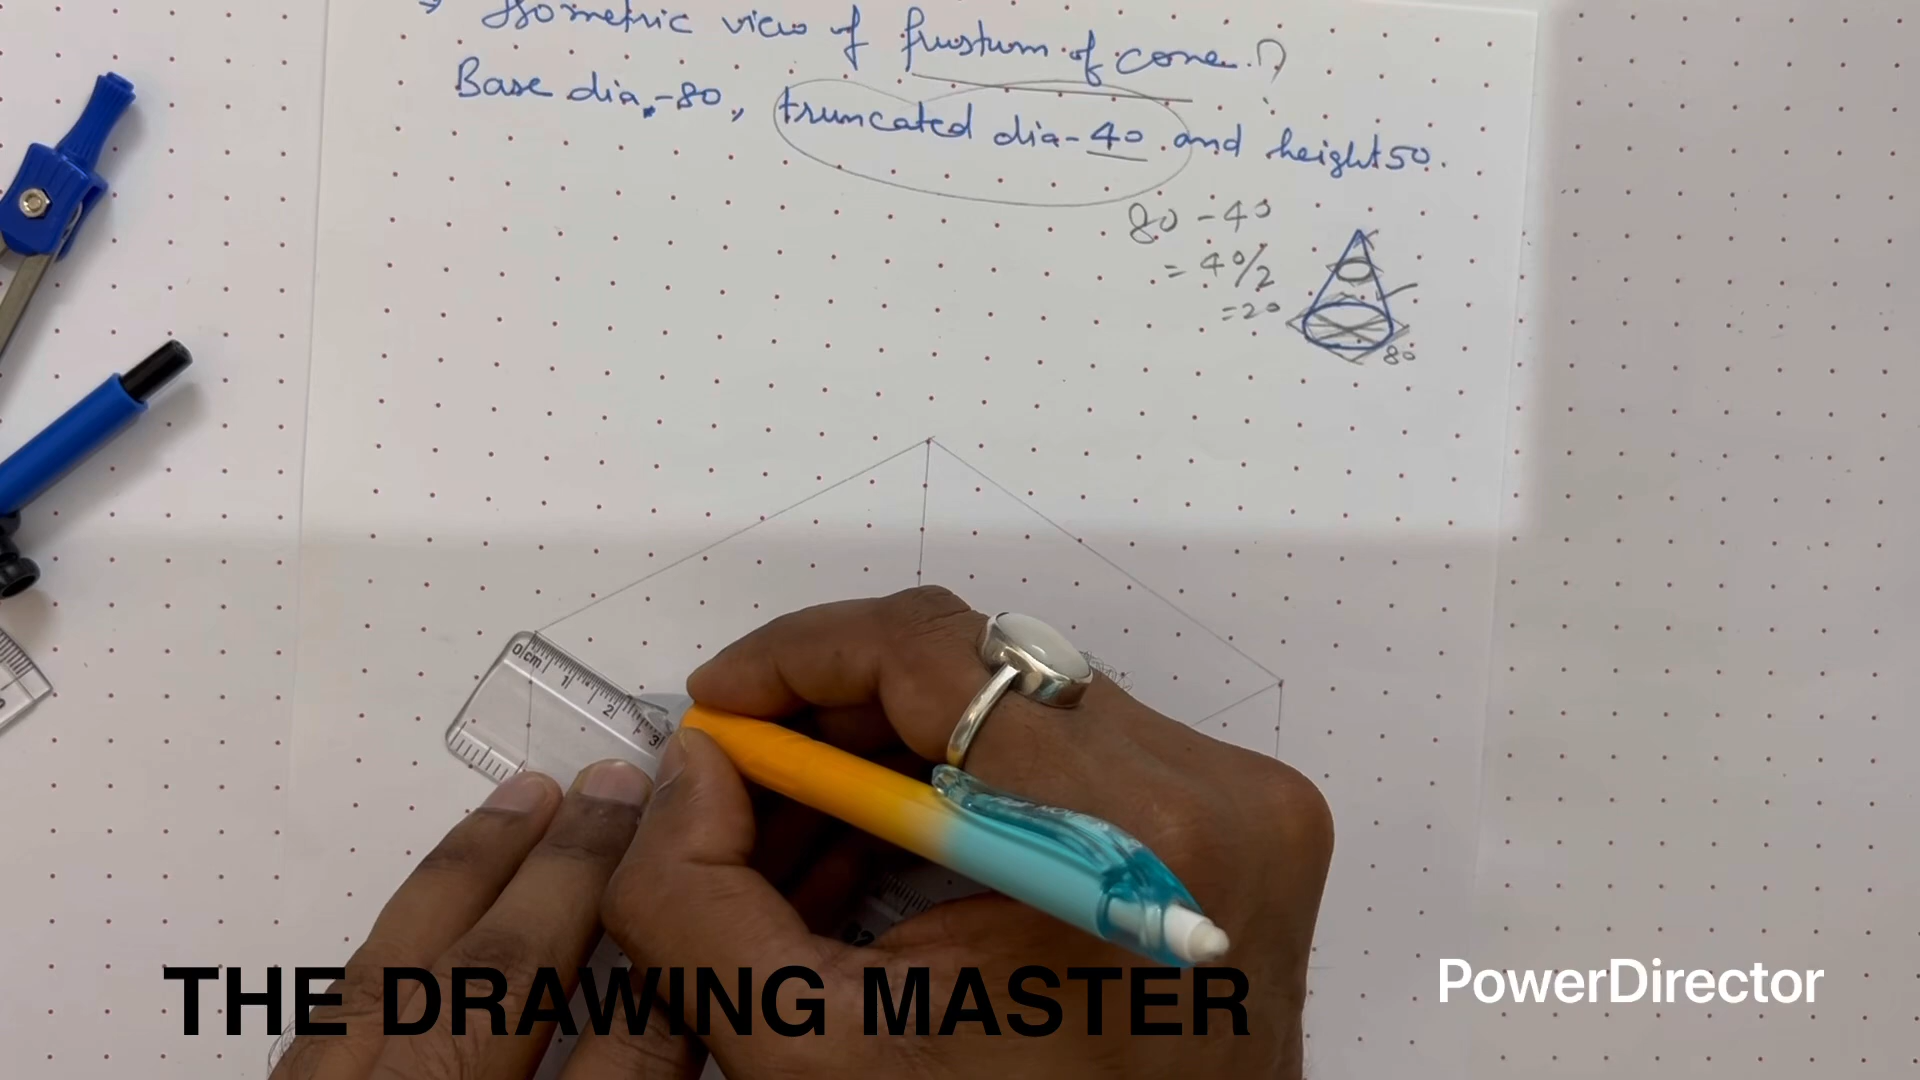 Isometric view of frustum of cone.?
Base dia.-80, truncated dia-40 and height 50.
80-40
= 40/2
=20
80
0 cm 1 2 3
THE DRAWING MASTER
PowerDirector